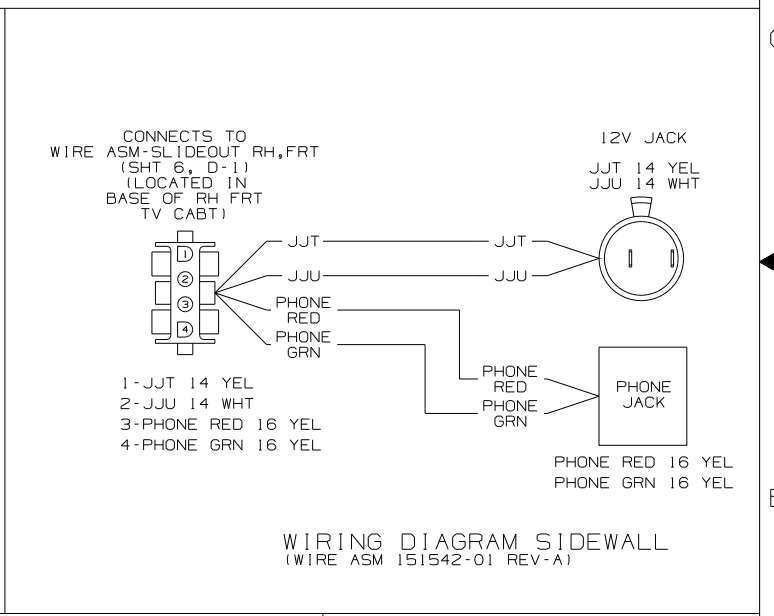 CONNECTS TO
WIRE ASM-SLIDEOUT RH,FRT
(SHT 6, D-1)
(LOCATED IN
BASE OF RH FRT
TV CABT)
12V JACK
JJT 14 YEL
JJU 14 WHT
1
2
3
4
JJT
JJT
JJU
JJU
PHONE
RED
PHONE
GRN
PHONE
RED
PHONE
GRN
PHONE
JACK
1-JJT 14 YEL
2-JJU 14 WHT
3-PHONE RED 16 YEL
4-PHONE GRN 16 YEL
PHONE RED 16 YEL
PHONE GRN 16 YEL
WIRING DIAGRAM SIDEWALL
(WIRE ASM 151542-01 REV-A)